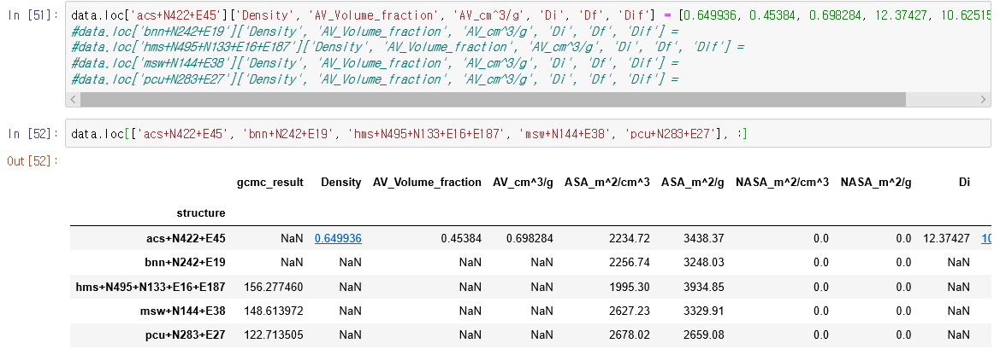 In [51]: data.loc['acs+N422+E45']['Density', 'AV_Volume_fraction', 'AV_cm^3/g', 'Di', 'Df', 'Dif'] = [0.649936, 0.45384, 0.698284, 12.37427, 10.62515
#data.loc['bnn+N242+E19']['Density', 'AV_Volume_fraction', 'AV_cm^3/g', 'Di', 'Df', 'Dif'] =
#data.loc['hms+N495+N133+E16+E187']['Density', 'AV_Volume_fraction', 'AV_cm^3/g', 'Di', 'Df', 'Dif'] =
#data.loc['msw+N144+E38']['Density', 'AV_Volume_fraction', 'AV_cm^3/g', 'Di', 'Df', 'Dif'] =
#data.loc['pcu+N283+E27']['Density', 'AV_Volume_fraction', 'AV_cm^3/g', 'Di', 'Df', 'Dif'] =
In [52]: data.loc[['acs+N422+E45', 'bnn+N242+E19', 'hms+N495+N133+E16+E187', 'msw+N144+E38', 'pcu+N283+E27'], :]
Out[52]:
gcmc_result Density AV_Volume_fraction AV_cm^3/g ASA_m^2/cm^3 ASA_m^2/g NASA_m^2/cm^3 NASA_m^2/g Di
structure
acs+N422+E45 NaN 0.649936 0.45384 0.698284 2234.72 3438.37 0.0 0.0 12.37427 10
bnn+N242+E19 NaN NaN NaN NaN 2256.74 3248.03 0.0 0.0 NaN
hms+N495+N133+E16+E187 156.277460 NaN NaN NaN 1995.30 3934.85 0.0 0.0 NaN
msw+N144+E38 148.613972 NaN NaN NaN 2627.23 3329.91 0.0 0.0 NaN
pcu+N283+E27 122.713505 NaN NaN NaN 2678.02 2659.08 0.0 0.0 NaN